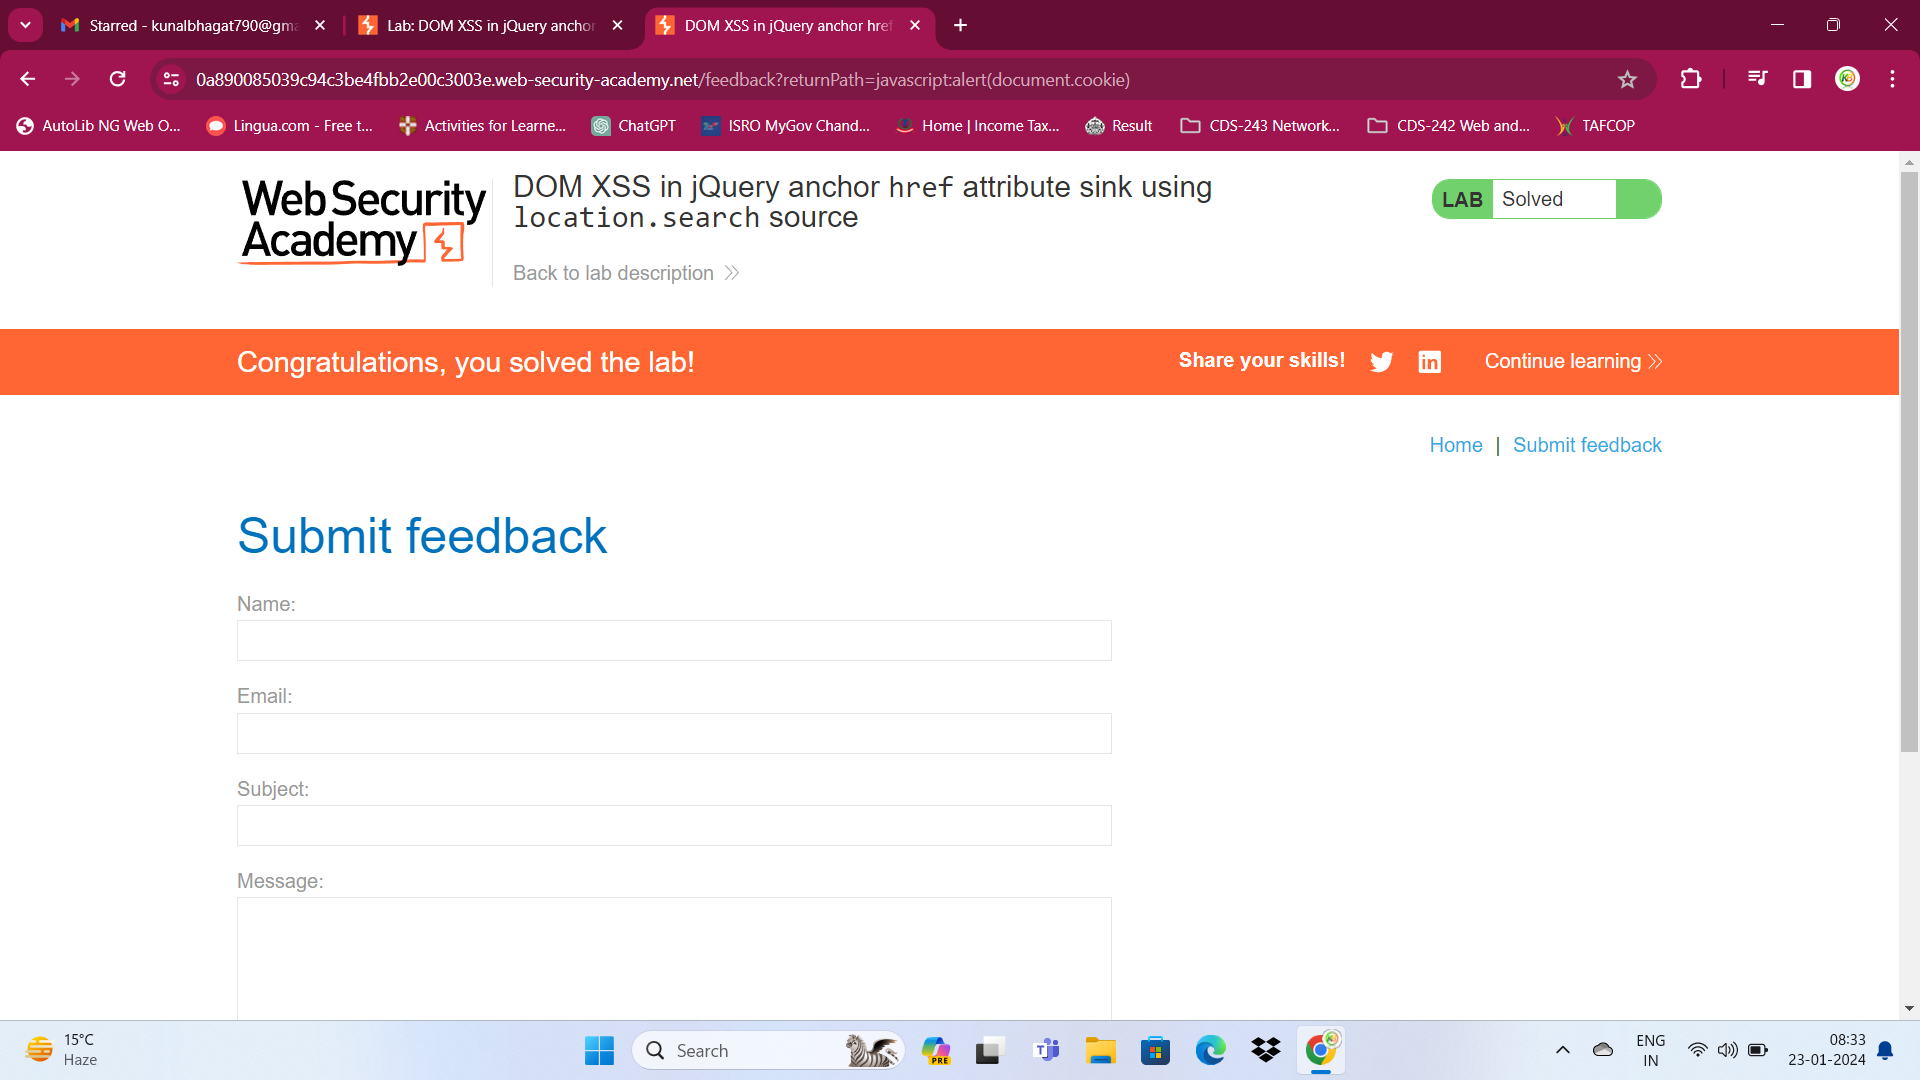 Starred - kunalbhagat790@gma
Lab: DOM XSS in jQuery anchor
DOM XSS in jQuery anchor href
0a890085039c94c3be4fbb2e00c3003e.web-security-academy.net/feedback?returnPath=javascript:alert(document.cookie)
AutoLib NG Web O...
Lingua.com - Free t...
Activities for Learne...
ChatGPT
ISRO MyGov Chand...
Home | Income Tax...
Result
CDS-243 Network...
CDS-242 Web and...
TAFCOP
Web Security
Academy
DOM XSS in jQuery anchor href attribute sink using
location.search source
Back to lab description
LAB Solved
Congratulations, you solved the lab!
Share your skills!
Continue learning
Home | Submit feedback
Submit feedback
Name:
Email:
Subject:
Message:
15°C
Haze
Search
PRE
ENG
IN
08:33
23-01-2024